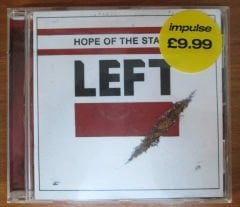 impulse
£9.99
HOPE OF THE STA
LEFT